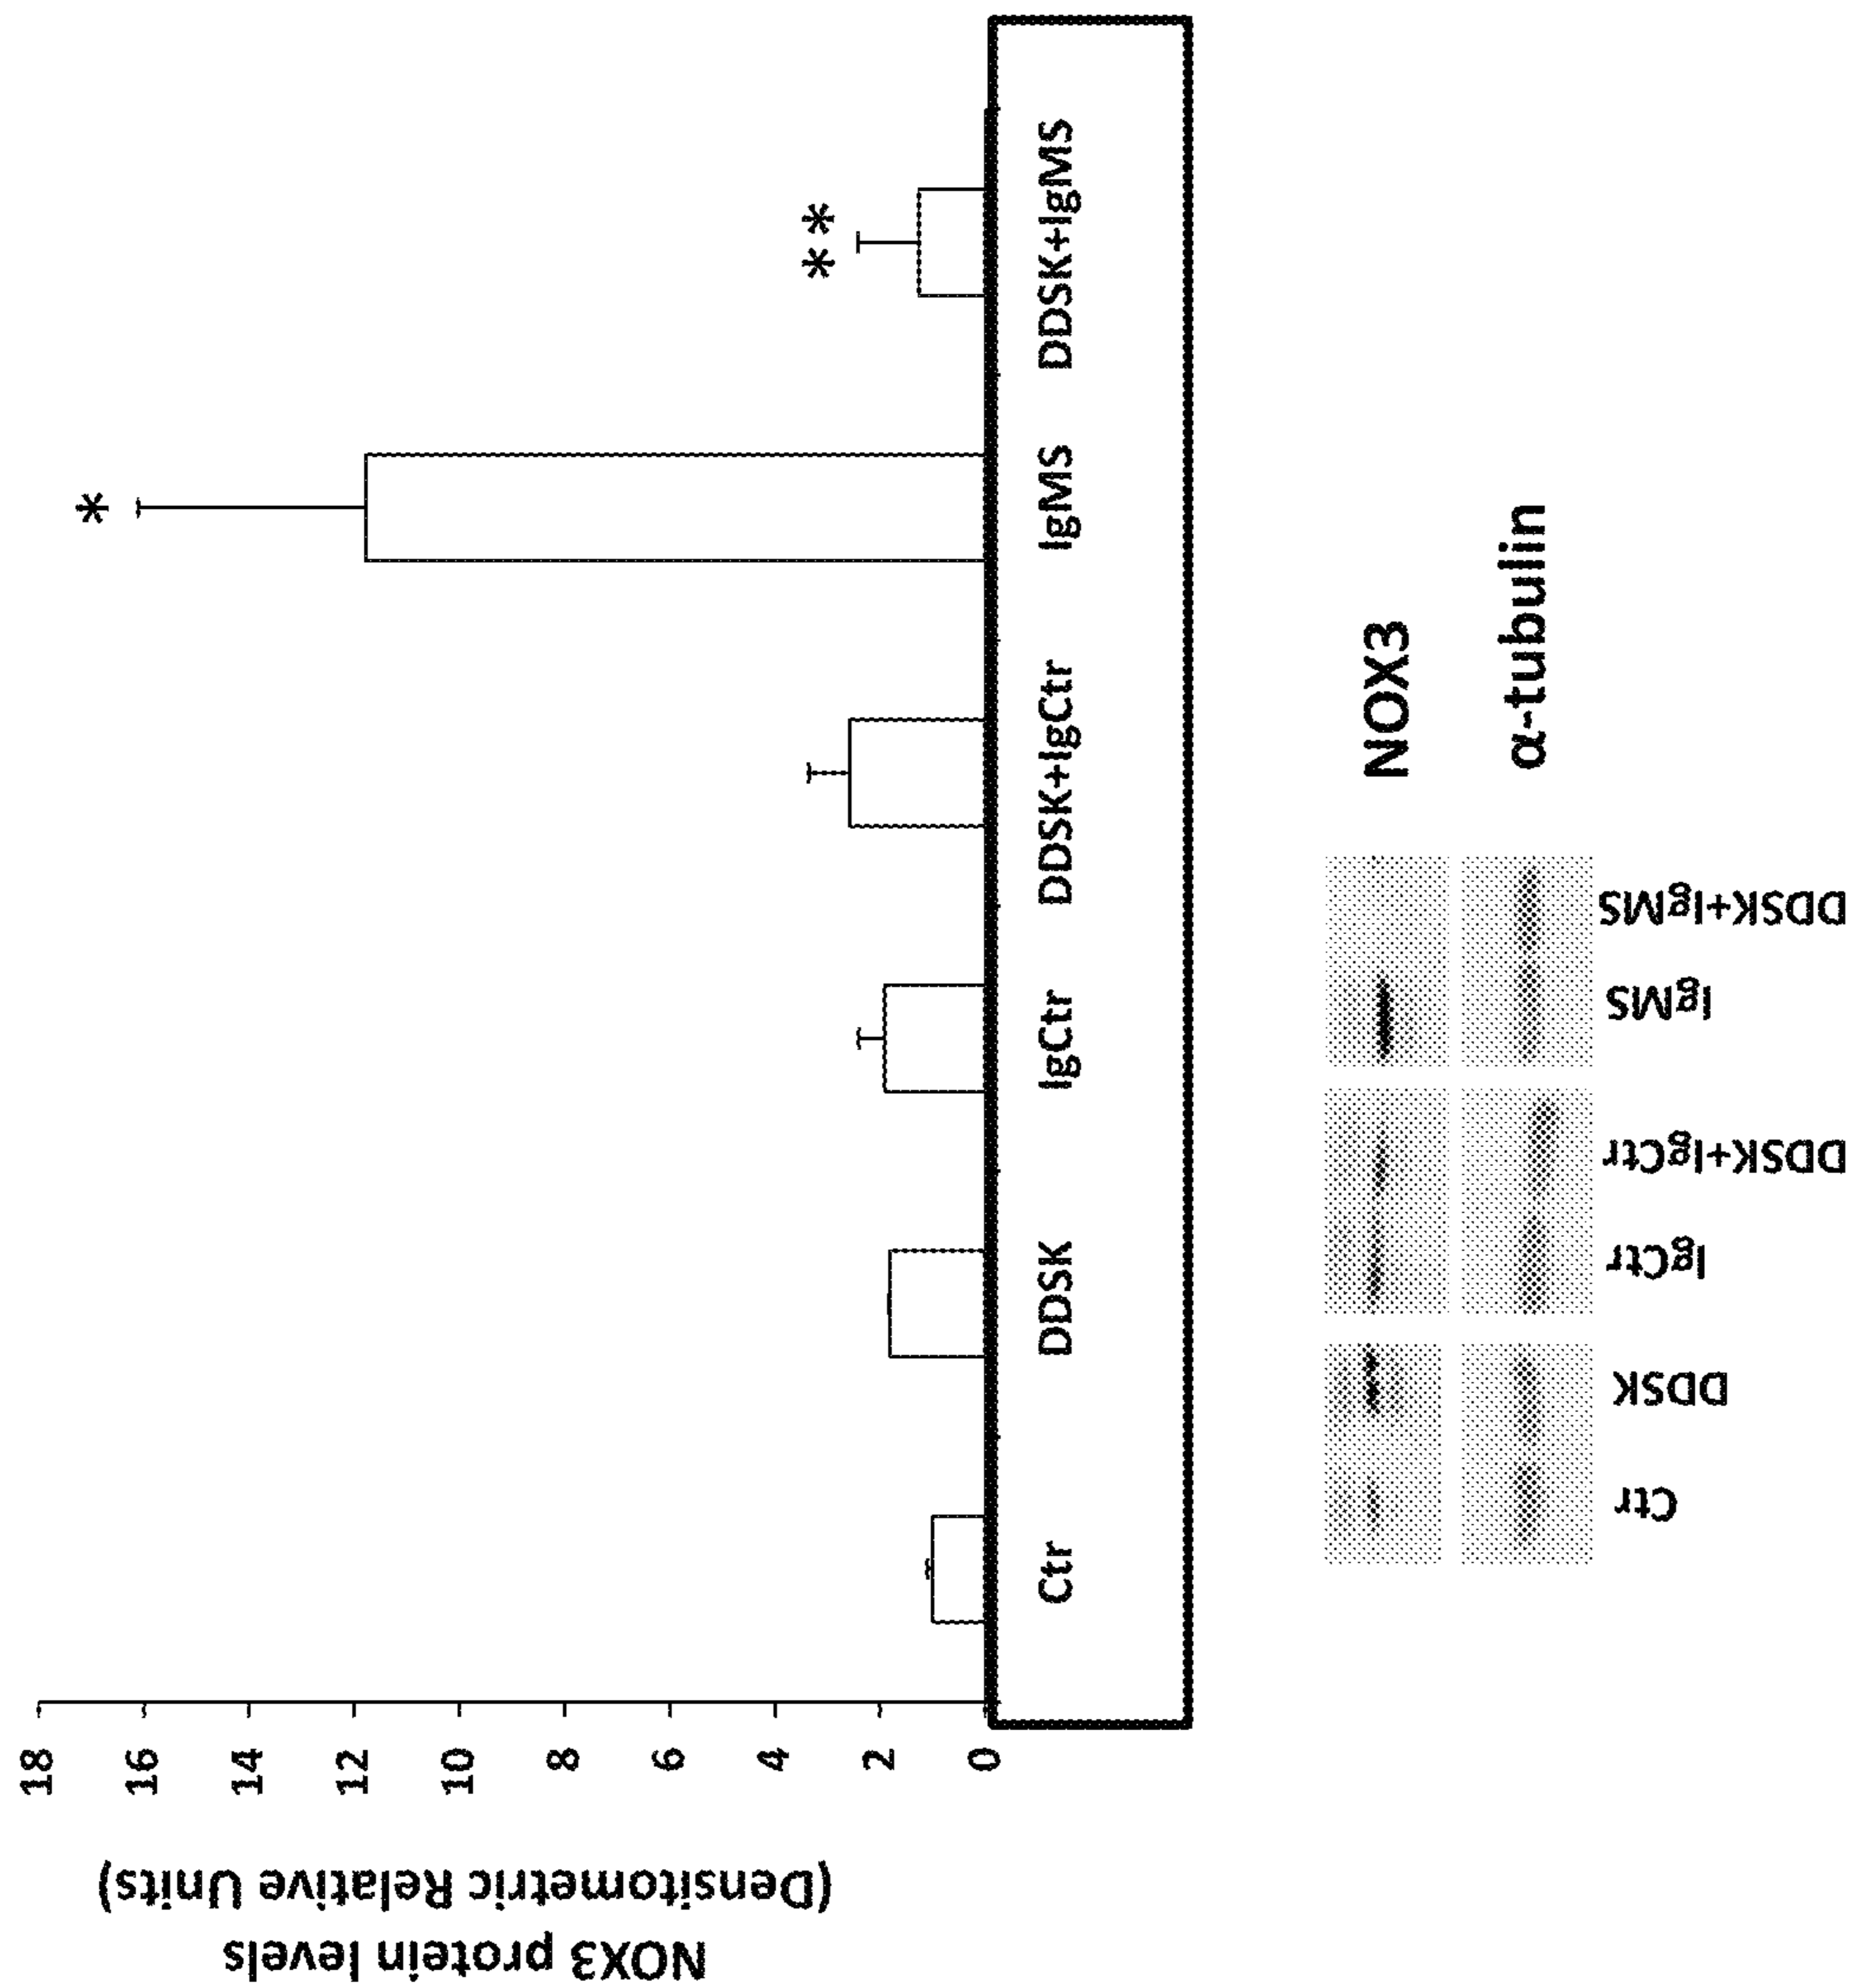 NOX3 protein levels
(Densitometric Relative Units)
18
16
14
12
10
8
6
4
2
0
*
**
Ctr
DDSK
IgCtr
DDSK+IgCtr
IgMS
DDSK+IgMS
NOX3
α-tubulin
Ctr
DDSK
IgCtr
DDSK+IgCtr
IgMS
DDSK+IgMS